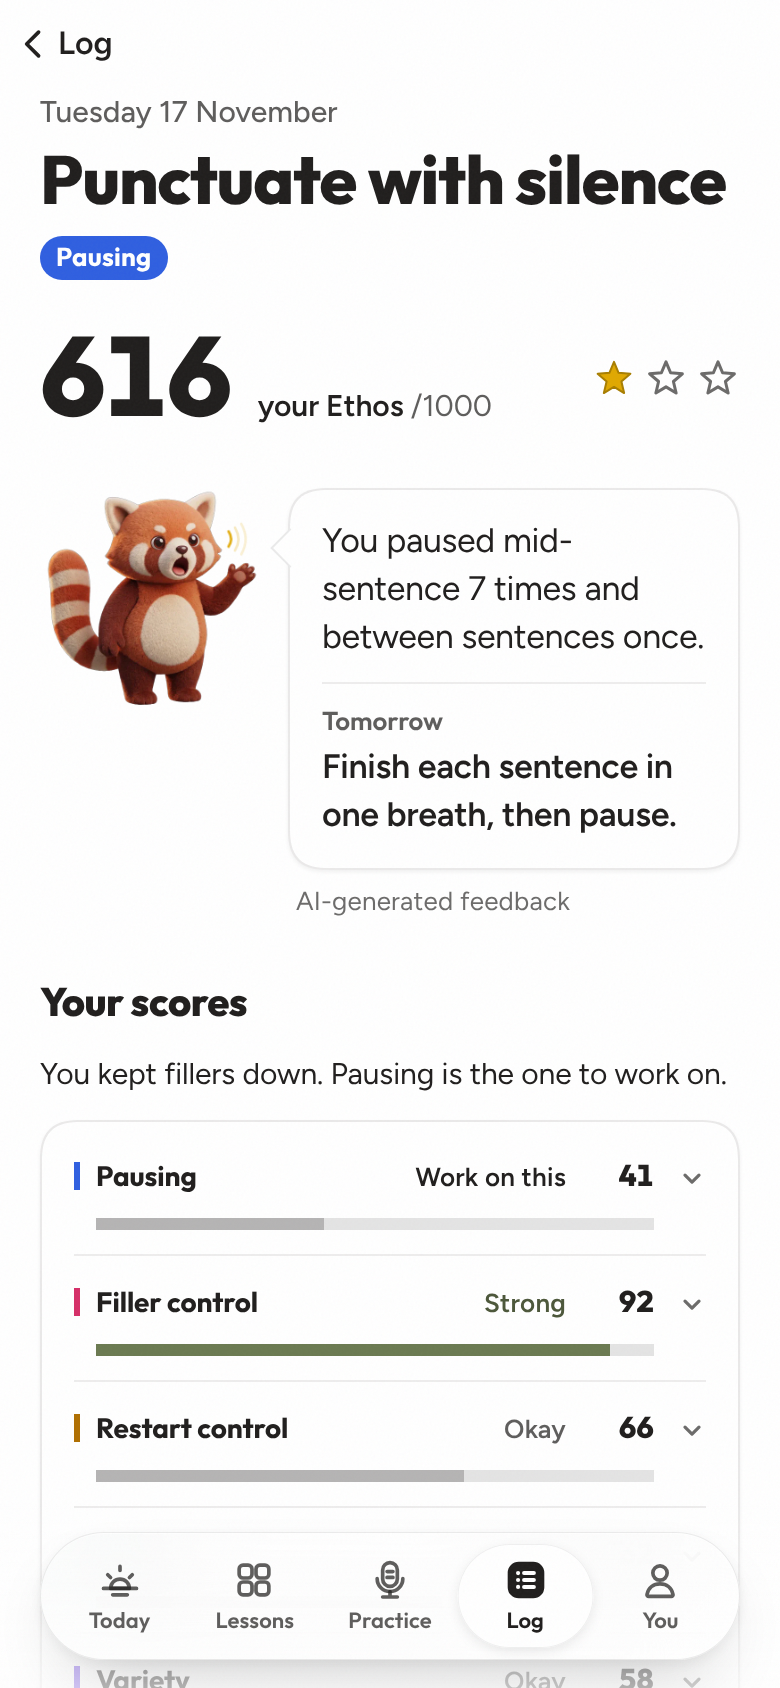 Log
Tuesday 17 November
Punctuate with silence
Pausing
616 your Ethos /1000
You paused mid-
sentence 7 times and
between sentences once.
Tomorrow
Finish each sentence in
one breath, then pause.
AI-generated feedback
Your scores
You kept fillers down. Pausing is the one to work on.
Pausing Work on this 41
Filler control Strong 92
Restart control Okay 66
Today Lessons Practice Log You
Variety Okay 58